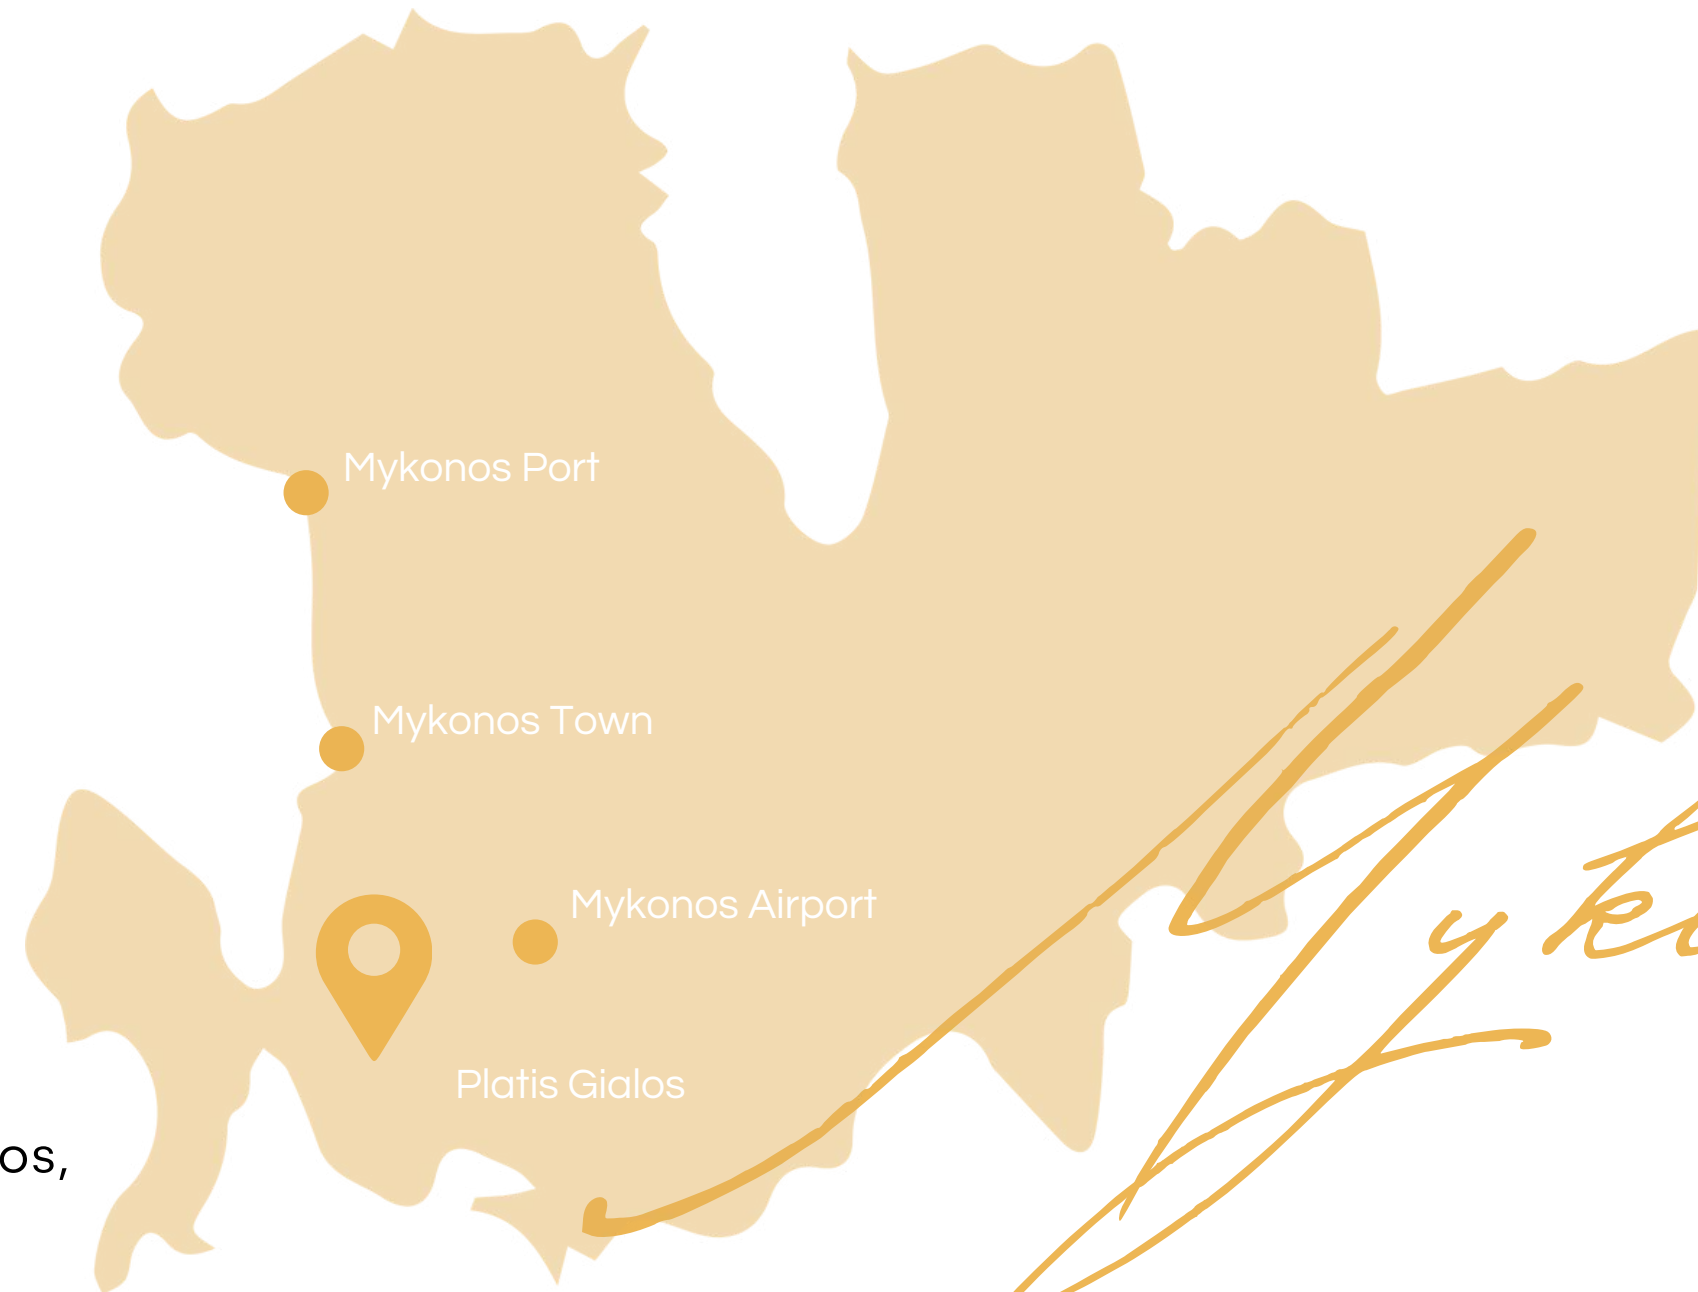 Mykonos Port
Mykonos Town
Mykonos Airport
Platis Gialos
os,